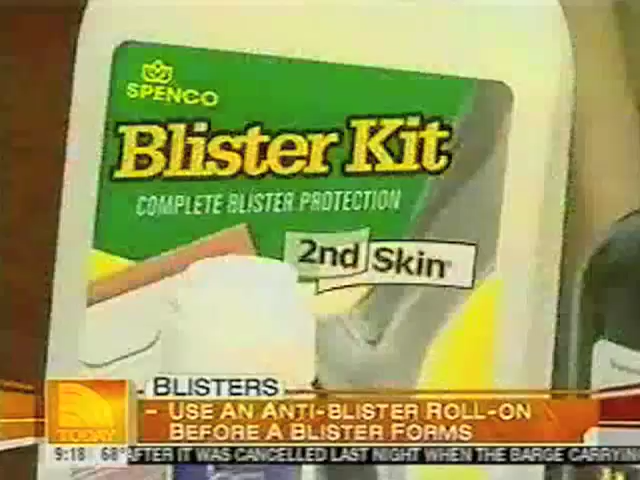 SPENCO
Blister Kit
COMPLETE BLISTER PROTECTION
2nd Skin®
BLISTERS
- USE AN ANTI-BLISTER ROLL-ON
BEFORE A BLISTER FORMS
TODAY
9:18 68° AFTER IT WAS CANCELLED LAST NIGHT WHEN THE BARGE CARRYING